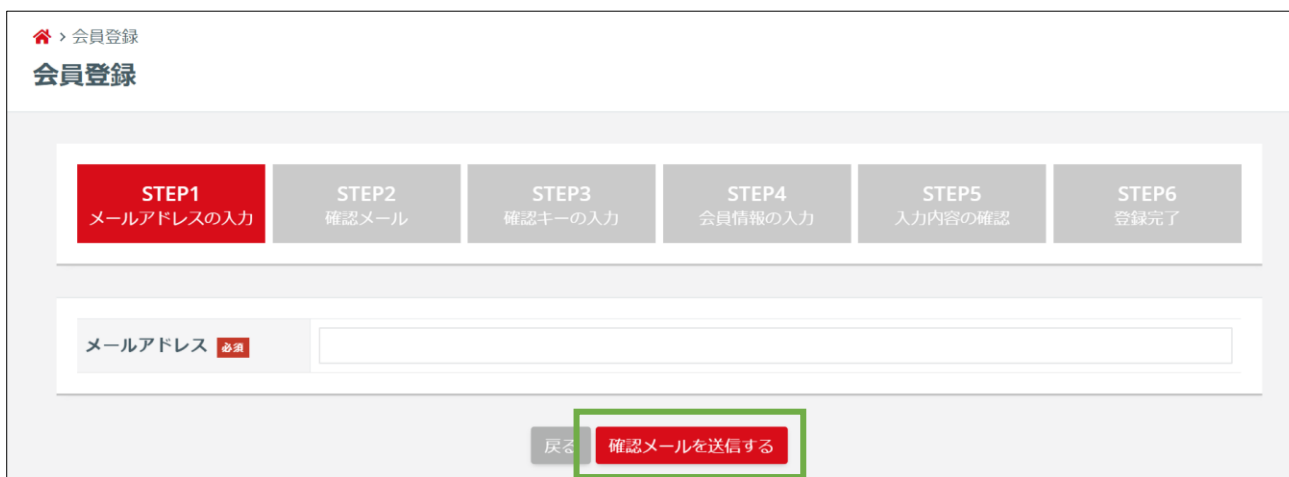 > 会員登録
会員登録
STEP1
メールアドレスの入力
STEP2
確認メール
STEP3
確認キーの入力
STEP4
会員情報の入力
STEP5
入力内容の確認
STEP6
登録完了
メールアドレス 必須
戻る 確認メールを送信する